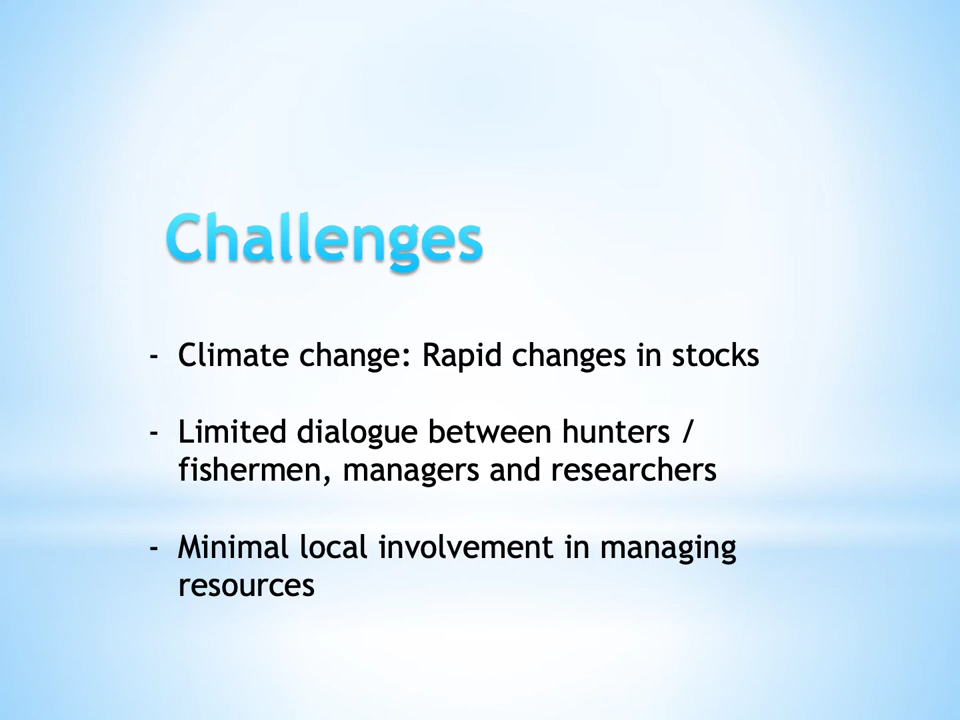 Challenges
- Climate change: Rapid changes in stocks
- Limited dialogue between hunters /
fishermen, managers and researchers
- Minimal local involvement in managing
resources